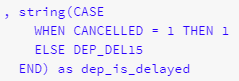 , string(CASE
WHEN CANCELLED = 1 THEN 1
ELSE DEP_DEL15
END) as dep_is_delayed